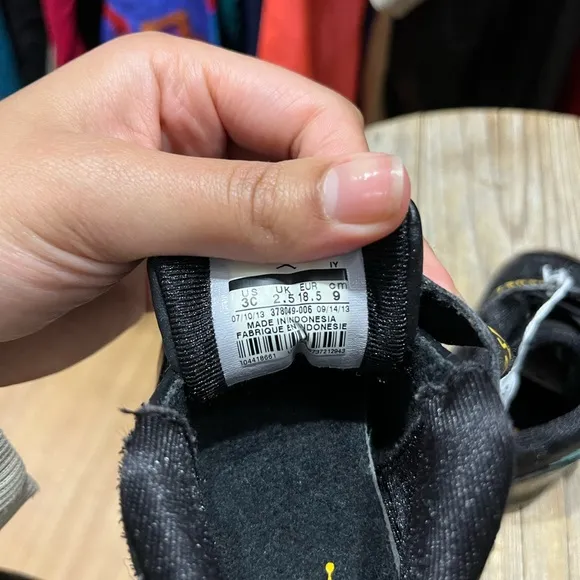 IY
US UK EUR cm
3C 2.5 18.5 9
07/10/13 378049-005 09/14/13
MADE IN INDONESIA
FABRIQUE EN INDONESIE
104418661